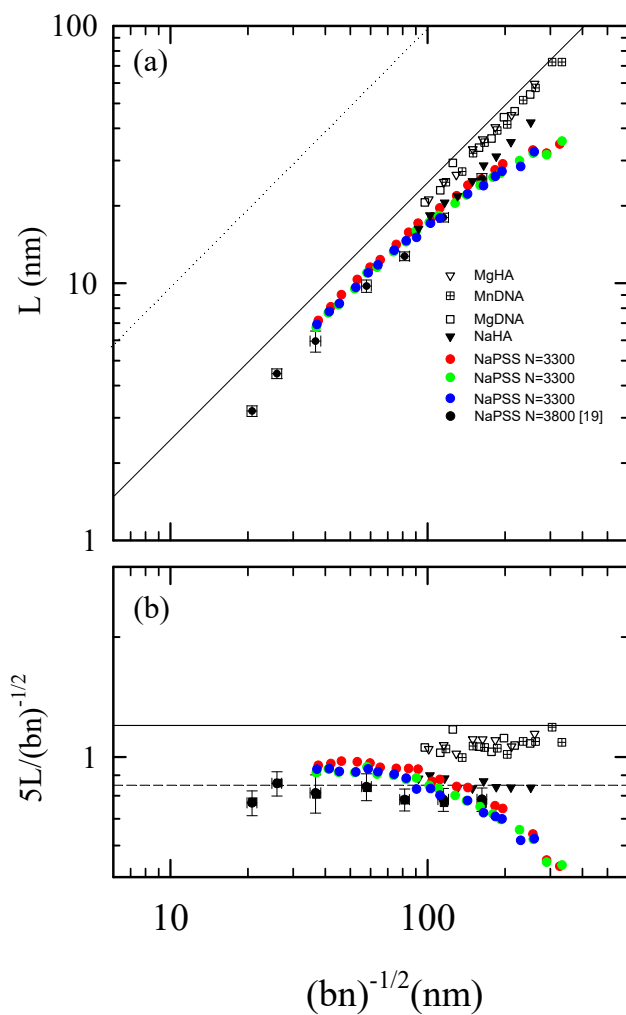 100
(a)
L (nm)
10
MgHA
MnDNA
MgDNA
NaHA
NaPSS N=3300
NaPSS N=3300
NaPSS N=3300
NaPSS N=3800 [19]
1
(b)
5L/(bn)^-1/2
1
10
100
(bn)^-1/2(nm)